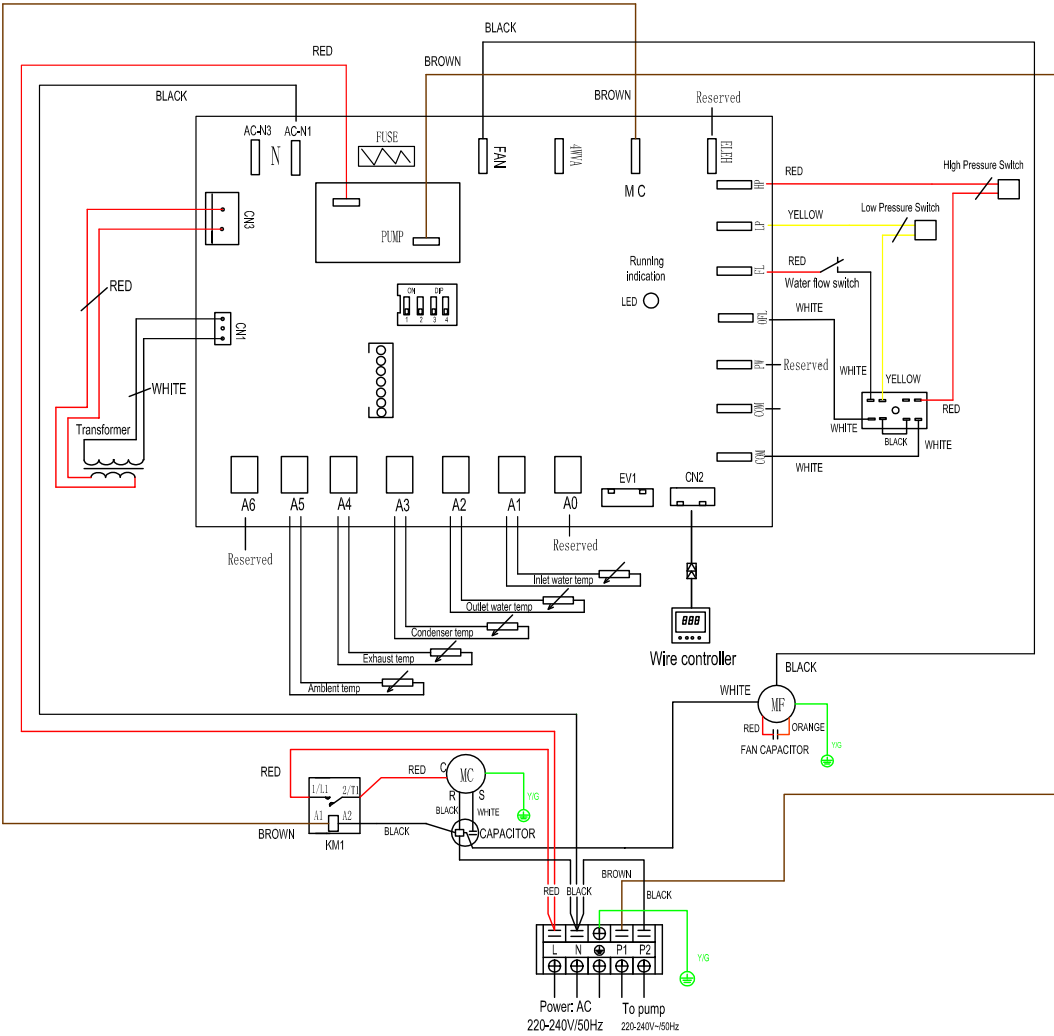 BLACK
RED
BROWN
BLACK
BROWN
Reserved
AC-N3
AC-N1
N
FUSE
FAN
4WVA
M C
ELEH
HP
RED
High Pressure Switch
CN3
PUMP
LP
YELLOW
Low Pressure Switch
Running
indication
LED
FL
RED
Water flow switch
RED
ON DIP
1 2 3 4
OFL
WHITE
CN1
PW
Reserved
WHITE
YELLOW
WHITE
COM
RED
Transformer
WHITE
BLACK
WHITE
COM
WHITE
EV1
CN2
A6
A5
A4
A3
A2
A1
A0
Reserved
Reserved
Inlet water temp
Outlet water temp
Condenser temp
Exhaust temp
Ambient temp
888
Wire controller
BLACK
WHITE
MF
RED
ORANGE
FAN CAPACITOR
Y/G
RED
RED
C
MC
R
S
Y/G
1/L1
2/T1
A1
A2
BLACK
WHITE
BROWN
BLACK
CAPACITOR
KM1
BROWN
RED
BLACK
BLACK
L
N
P1
P2
Y/G
Power: AC
220-240V/50Hz
To pump
220-240V~/50Hz